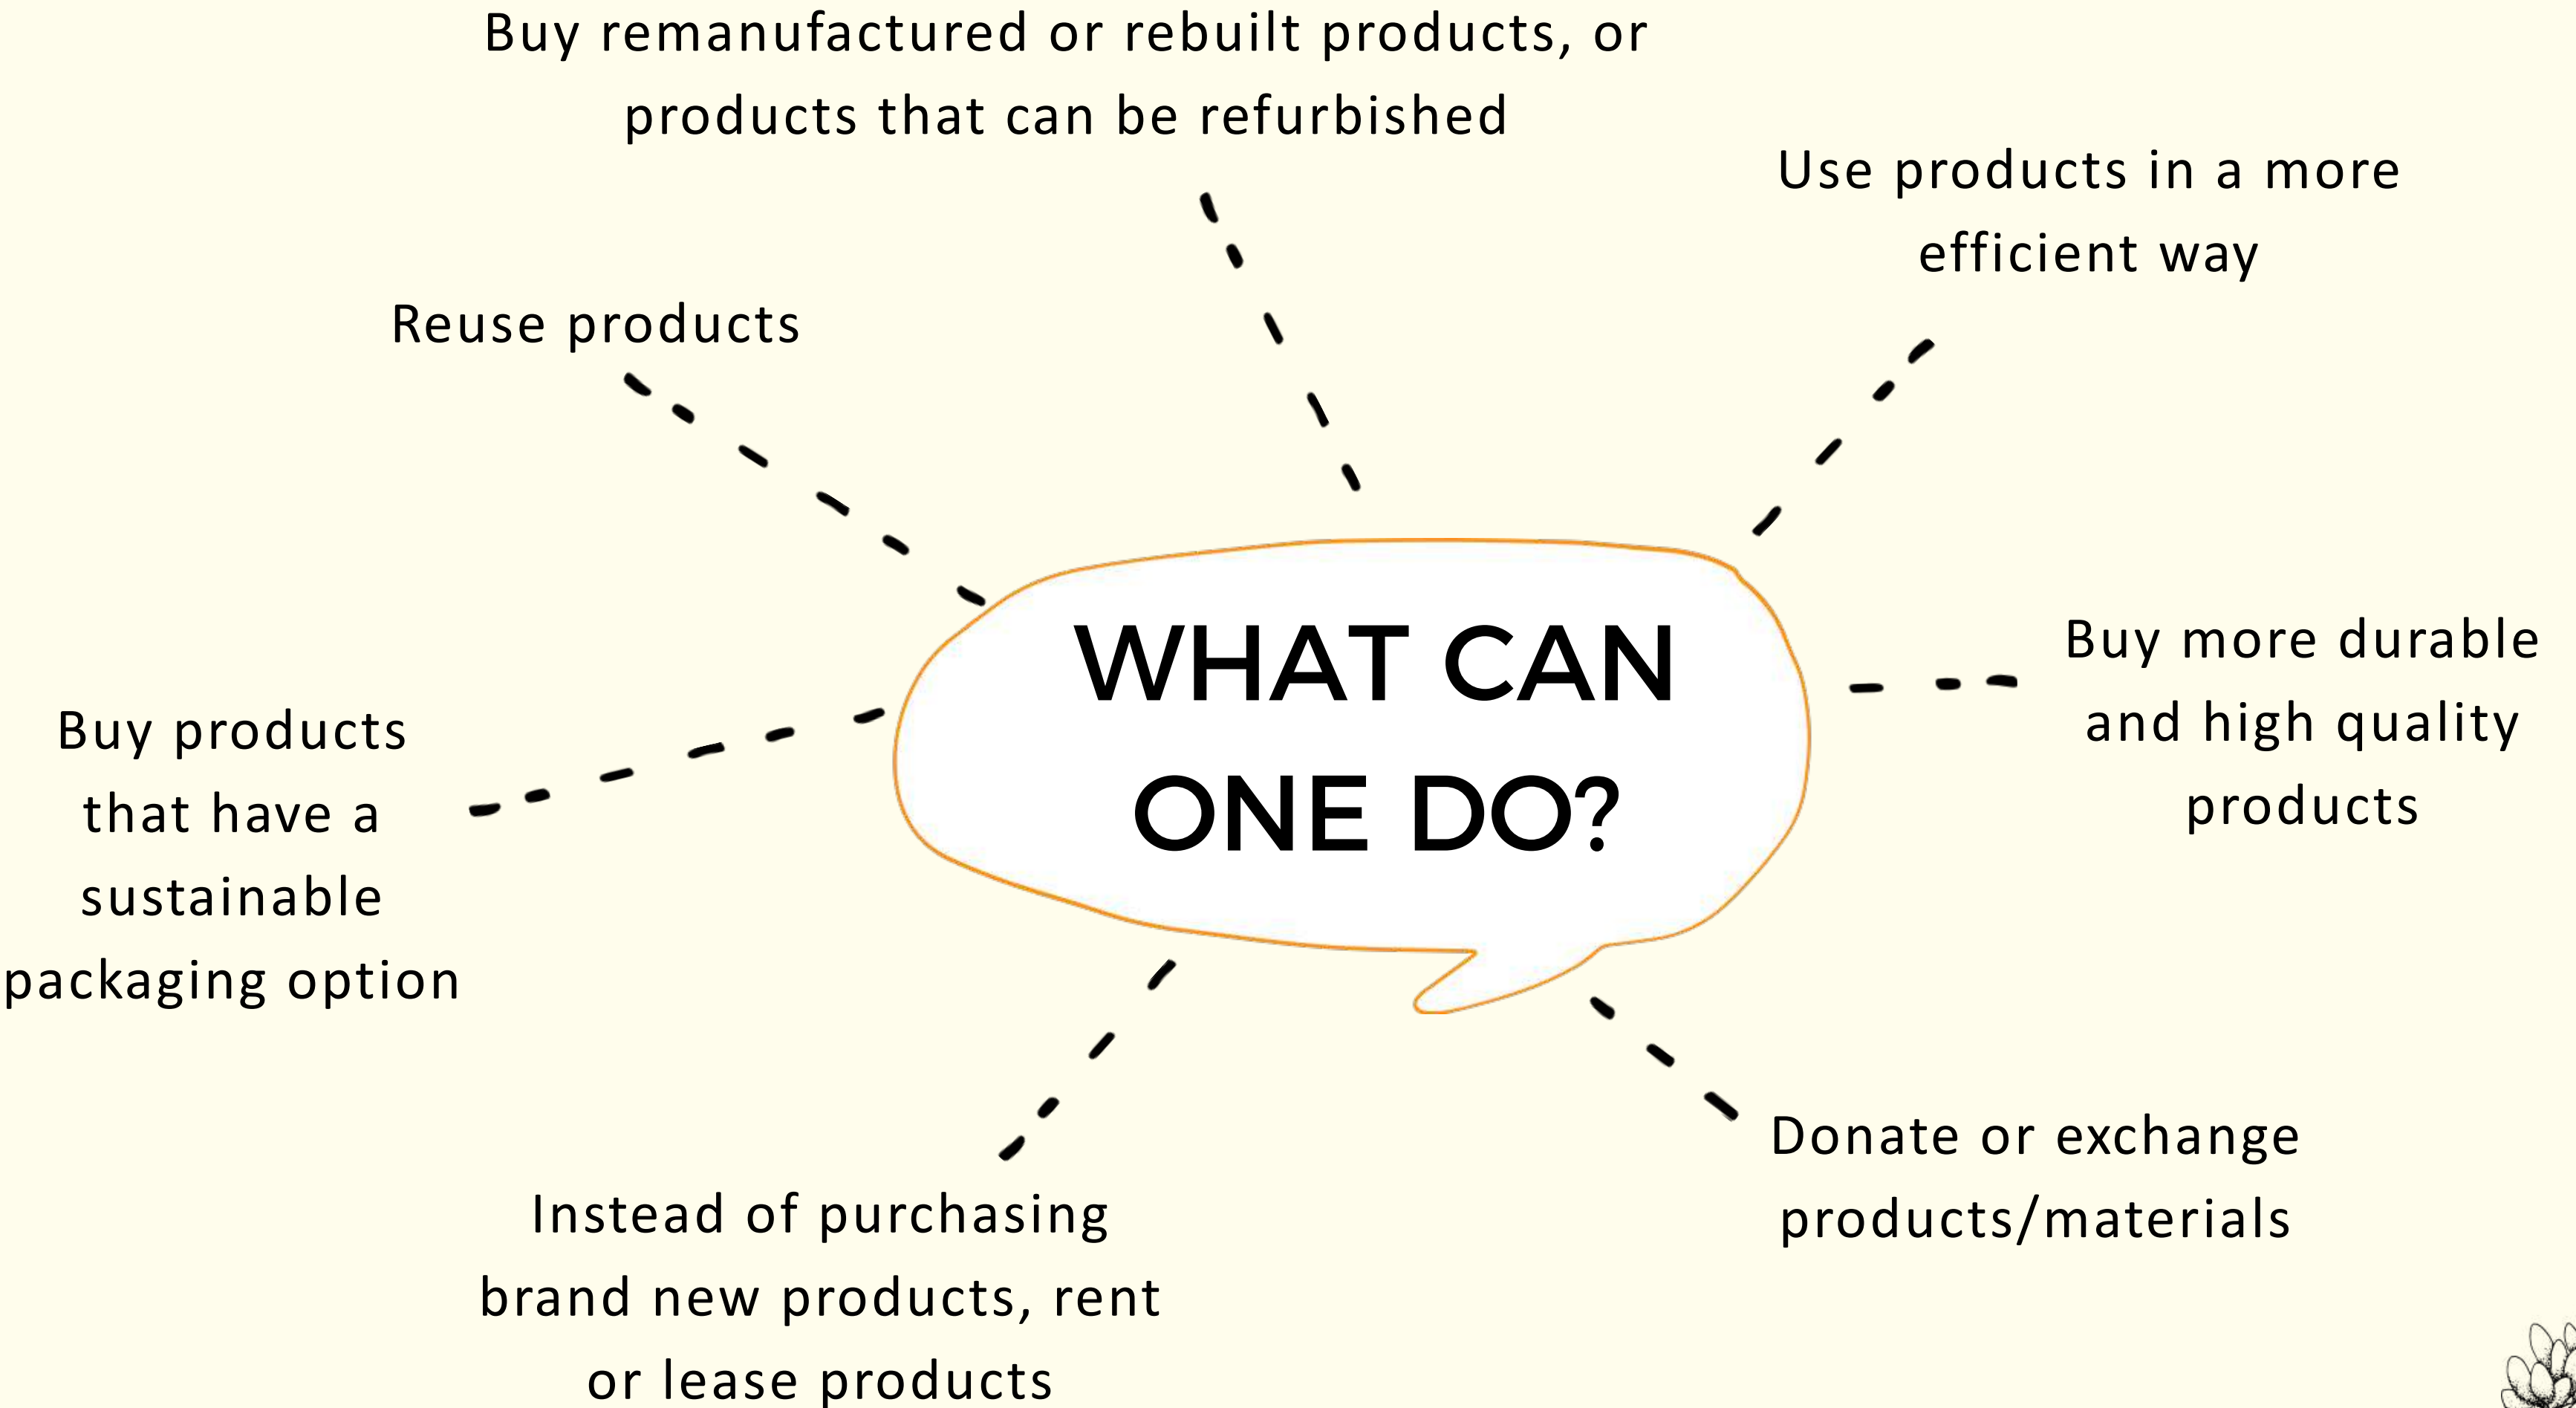 Buy remanufactured or rebuilt products, or
products that can be refurbished
Use products in a more
efficient way
Reuse products
WHAT CAN
ONE DO?
Buy more durable
and high quality
products
Buy products
that have a
sustainable
packaging option
Donate or exchange
products/materials
Instead of purchasing
brand new products, rent
or lease products